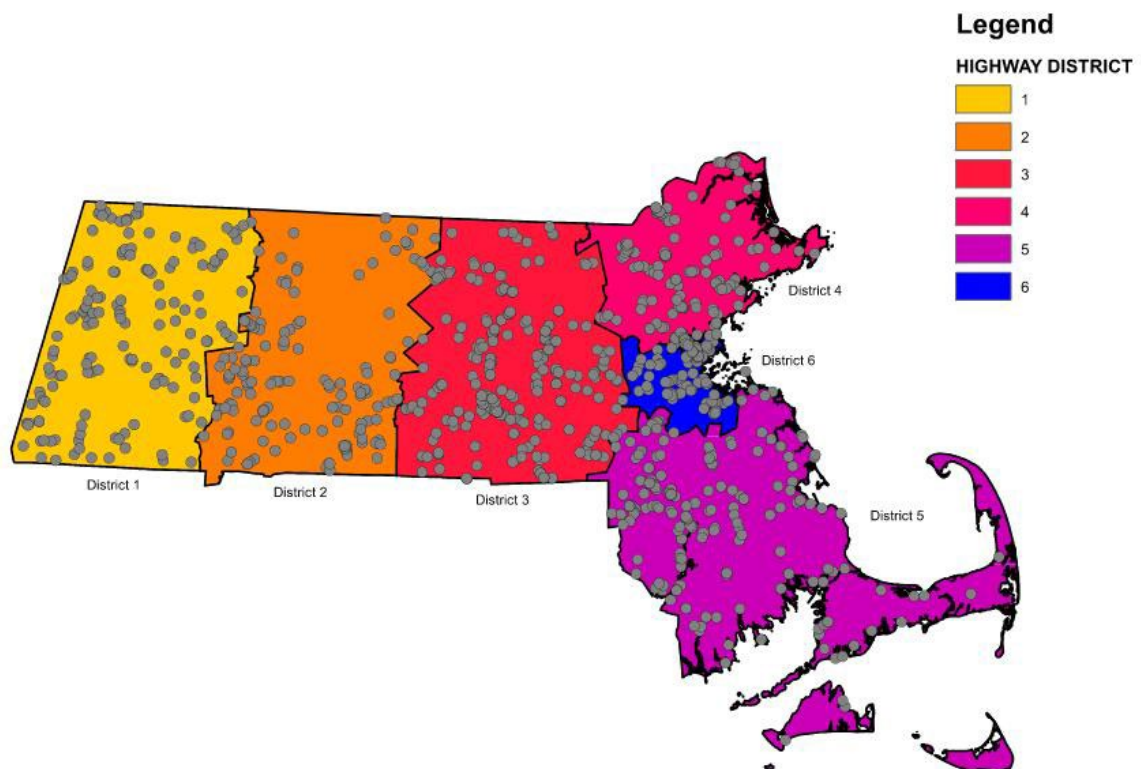 Legend
HIGHWAY DISTRICT
1
2
3
4
5
6
District 4
District 6
District 1
District 2
District 3
District 5